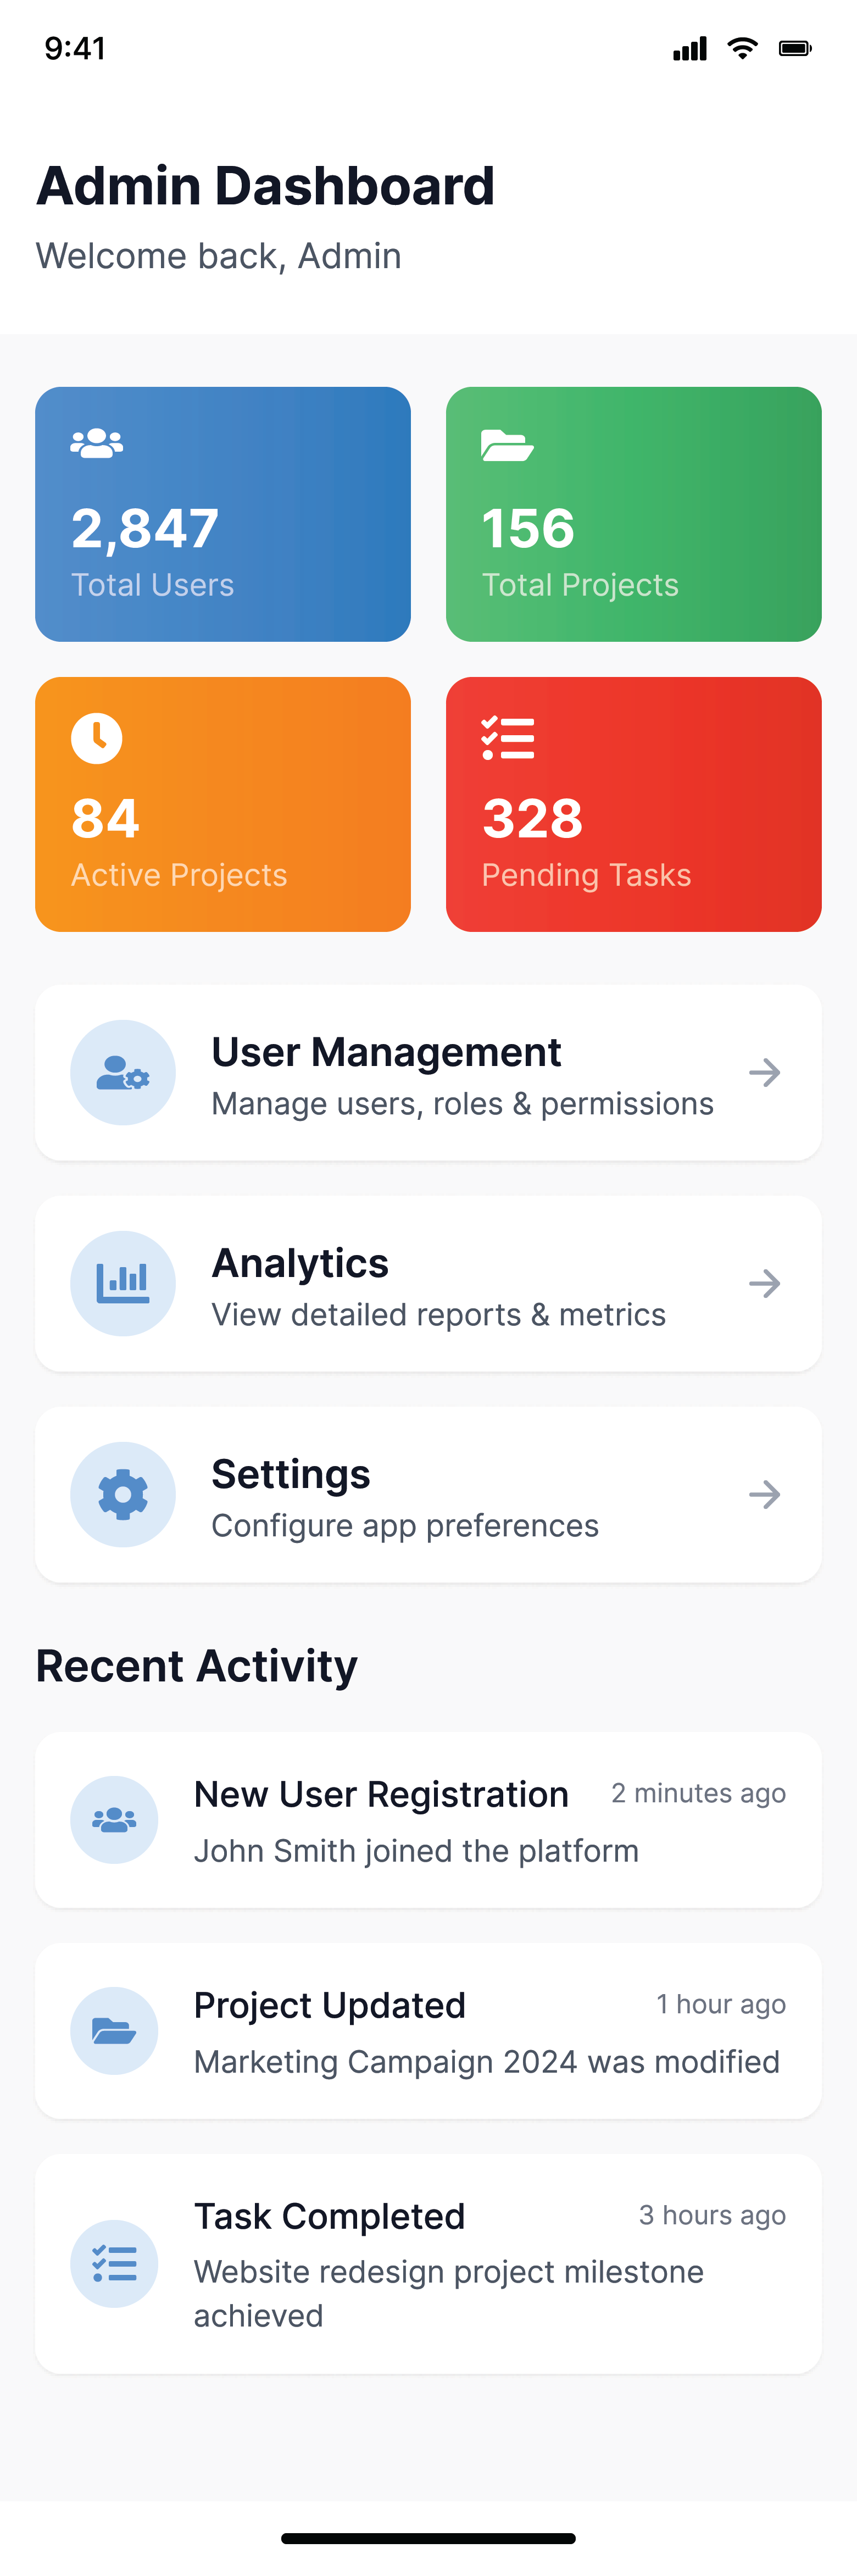 9:41
Admin Dashboard
Welcome back, Admin
2,847
Total Users
156
Total Projects
84
Active Projects
328
Pending Tasks
User Management
Manage users, roles & permissions
Analytics
View detailed reports & metrics
Settings
Configure app preferences
Recent Activity
New User Registration
2 minutes ago
John Smith joined the platform
Project Updated
1 hour ago
Marketing Campaign 2024 was modified
Task Completed
3 hours ago
Website redesign project milestone
achieved